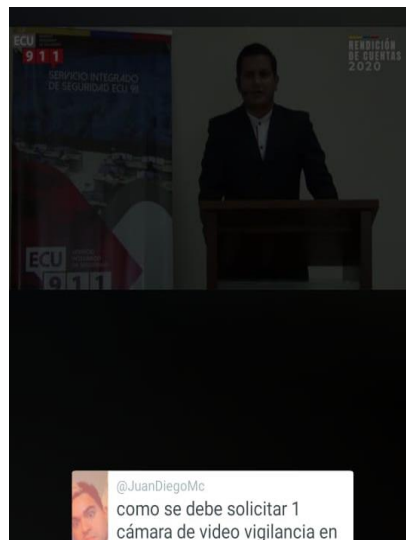 ECU
911
SERVICIO INTEGRADO
DE SEGURIDAD ECU 911
RENDICIÓN
DE CUENTAS
2020
ECU
911
@JuanDiegoMc
como se debe solicitar 1
cámara de video vigilancia en